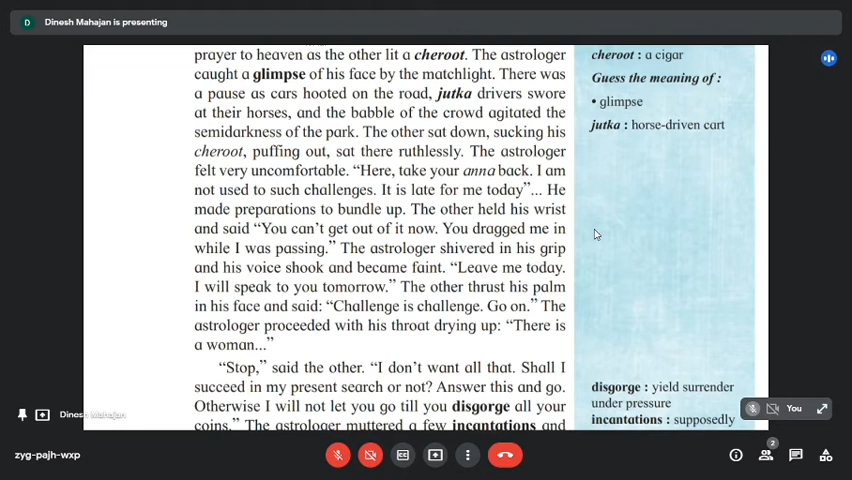 D
Dinesh Mahajan is presenting
prayer to heaven as the other lit a cheroot. The astrologer
caught a glimpse of his face by the matchlight. There was
a pause as cars hooted on the road, jutka drivers swore
at their horses, and the babble of the crowd agitated the
semidarkness of the park. The other sat down, sucking his
cheroot, puffing out, sat there ruthlessly. The astrologer
felt very uncomfortable. “Here, take your anna back. I am
not used to such challenges. It is late for me today”... He
made preparations to bundle up. The other held his wrist
and said “You can’t get out of it now. You dragged me in
while I was passing.” The astrologer shivered in his grip
and his voice shook and became faint. “Leave me today.
I will speak to you tomorrow.” The other thrust his palm
in his face and said: “Challenge is challenge. Go on.” The
astrologer proceeded with his throat drying up: “There is
a woman...”
“Stop,” said the other. “I don’t want all that. Shall I
succeed in my present search or not? Answer this and go.
Otherwise I will not let you go till you disgorge all your
coins.” The astrologer muttered a few incantations and
cheroot : a cigar
Guess the meaning of :
• glimpse
jutka : horse-driven cart
disgorge : yield surrender
under pressure
incantations : supposedly
Dinesh Mahajan
You
zyg-pajh-wxp
CC
2